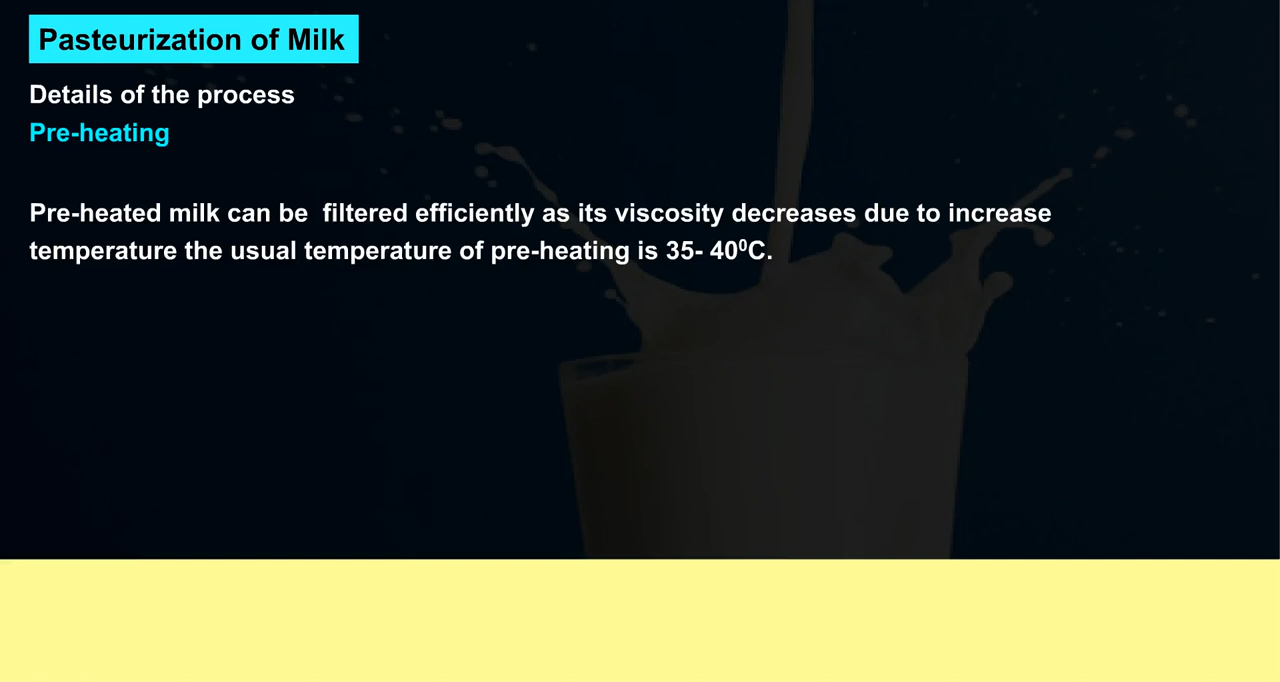 Pasteurization of Milk
Details of the process
Pre-heating
Pre-heated milk can be  filtered efficiently as its viscosity decreases due to increase
temperature the usual temperature of pre-heating is 35- 40⁰C.